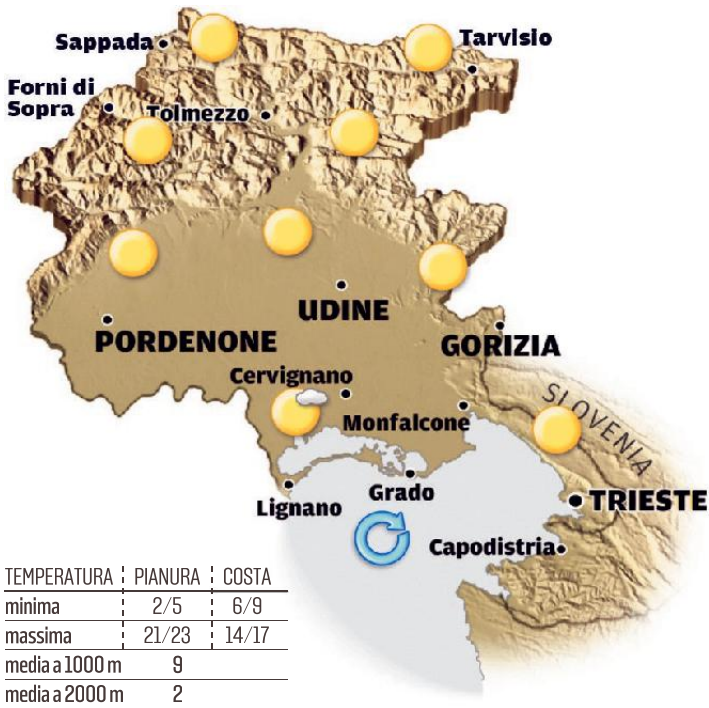 Sappada
Tarvisio
Forni di
Sopra
Tolmezzo
UDINE
PORDENONE
GORIZIA
Cervignano
SLOVENIA
Monfalcone
Grado
Lignano
TRIESTE
Capodistria
TEMPERATURA PIANURA COSTA
minima 2/5 6/9
massima 21/23 14/17
media a 1000 m 9
media a 2000 m 2